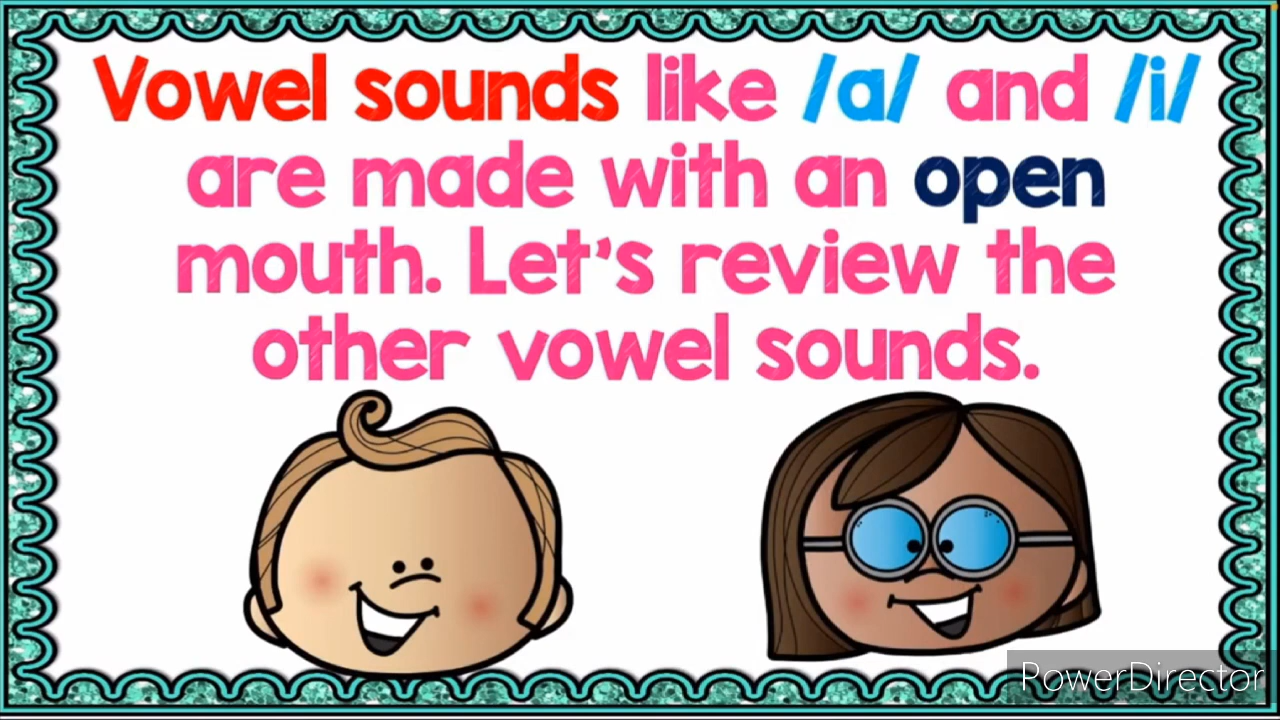 Vowel sounds like /a/ and /i/
are made with an open
mouth. Let's review the
other vowel sounds.
PowerDirector